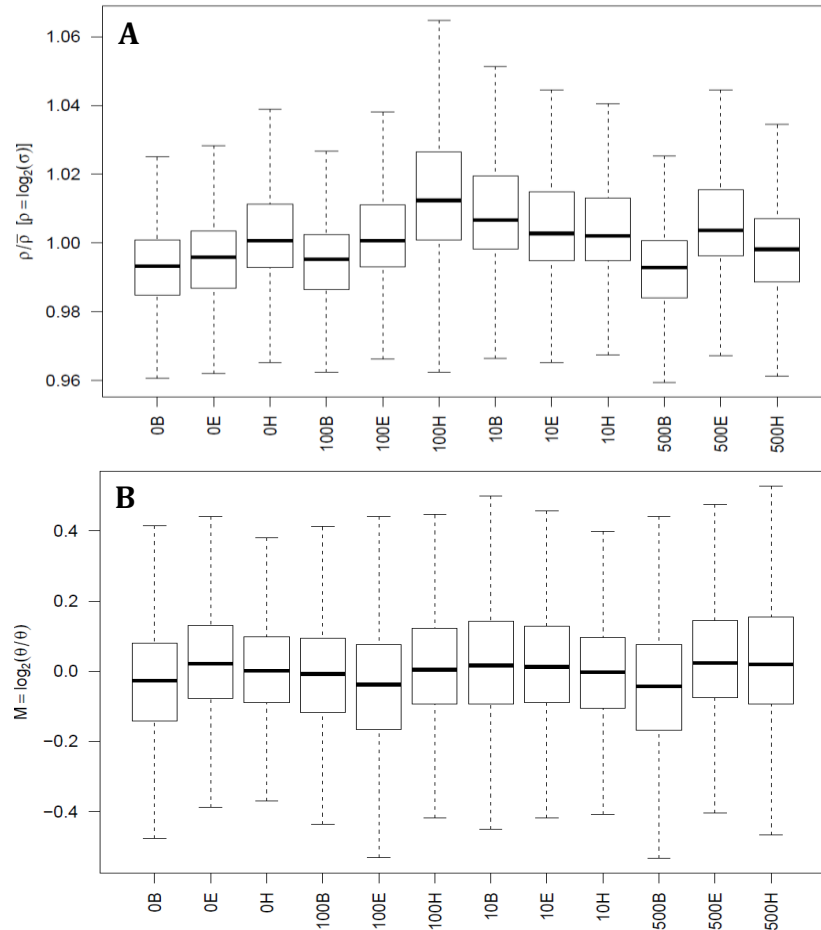 A
1.06
1.04
1.02
1.00
0.98
0.96
ρ/ρ̅ [ρ = log₂(σ)]
0B 0E 0H 100B 100E 100H 10B 10E 10H 500B 500E 500H
B
0.4
0.2
0.0
−0.2
−0.4
M = log₂(θ/θ)
0B 0E 0H 100B 100E 100H 10B 10E 10H 500B 500E 500H